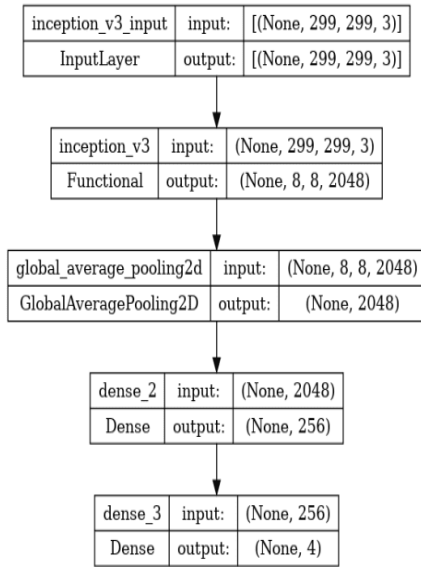 inception_v3_input input: [(None, 299, 299, 3)]
InputLayer output: [(None, 299, 299, 3)]
inception_v3 input: (None, 299, 299, 3)
Functional output: (None, 8, 8, 2048)
global_average_pooling2d input: (None, 8, 8, 2048)
GlobalAveragePooling2D output: (None, 2048)
dense_2 input: (None, 2048)
Dense output: (None, 256)
dense_3 input: (None, 256)
Dense output: (None, 4)